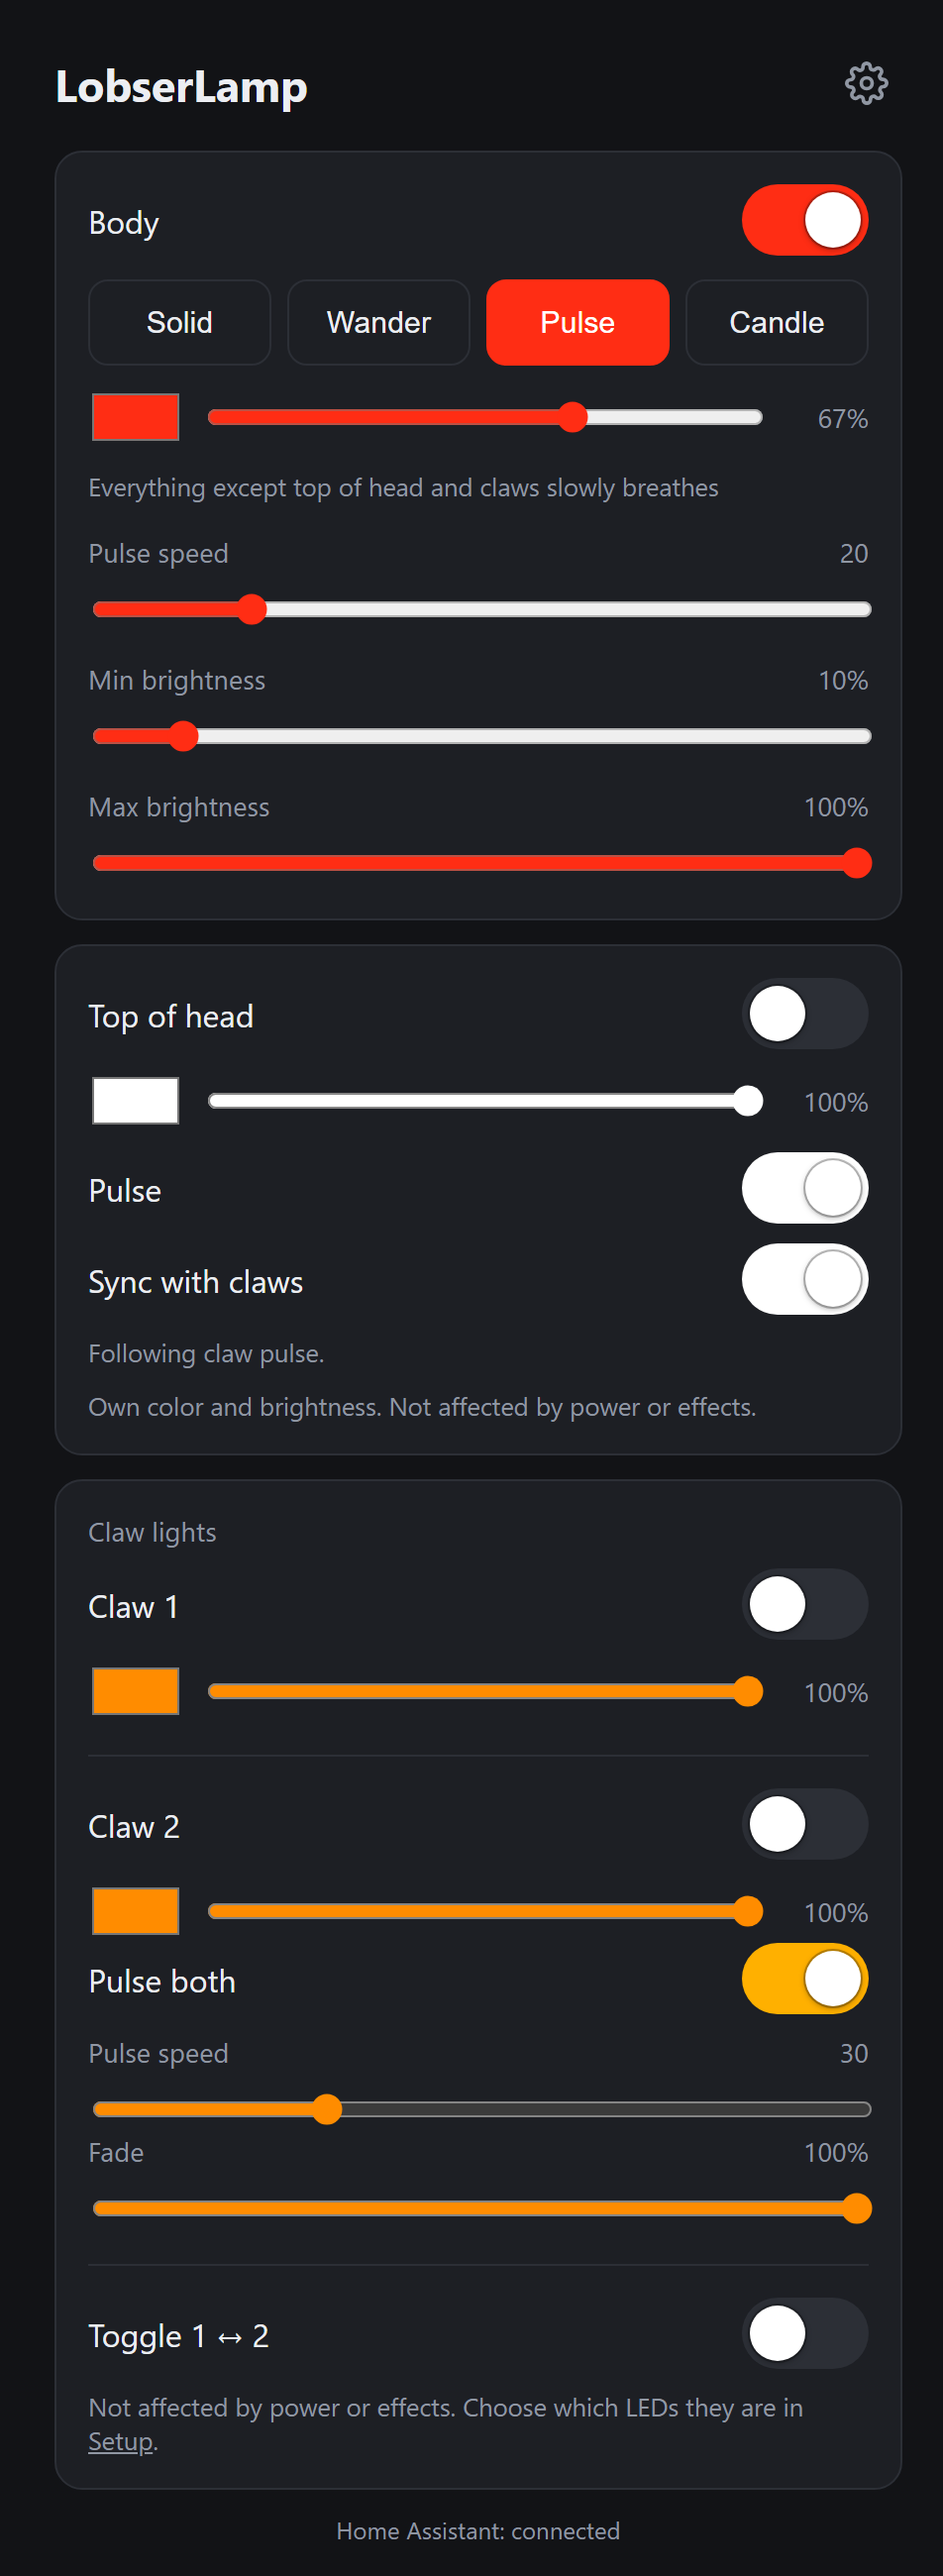 LobserLamp
Body
Solid
Wander
Pulse
Candle
67%
Everything except top of head and claws slowly breathes
Pulse speed
20
Min brightness
10%
Max brightness
100%
Top of head
100%
Pulse
Sync with claws
Following claw pulse.
Own color and brightness. Not affected by power or effects.
Claw lights
Claw 1
100%
Claw 2
100%
Pulse both
Pulse speed
30
Fade
100%
Toggle 1 ↔ 2
Not affected by power or effects. Choose which LEDs they are in
Setup.
Home Assistant: connected